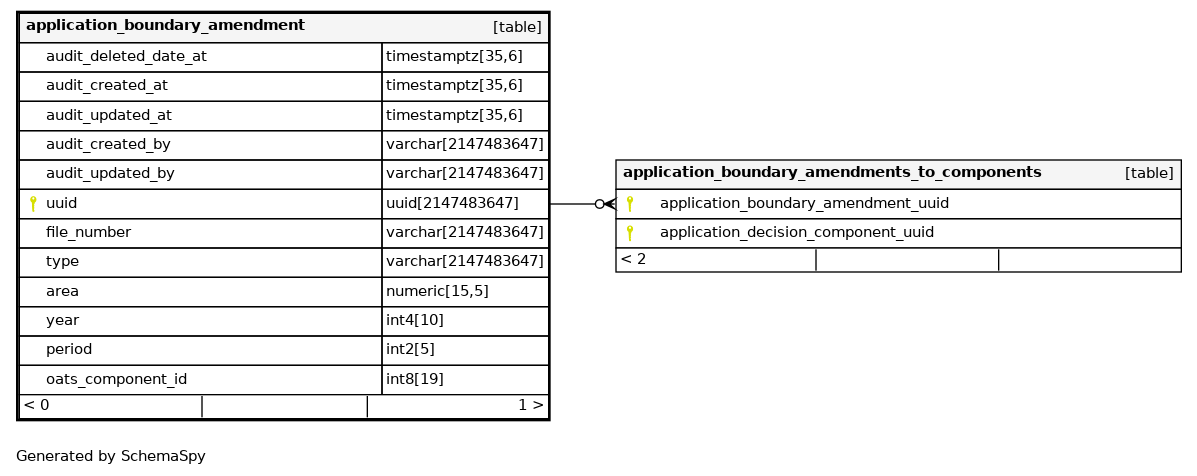 application_boundary_amendment [table]
audit_deleted_date_at timestamptz[35,6]
audit_created_at timestamptz[35,6]
audit_updated_at timestamptz[35,6]
audit_created_by varchar[2147483647]
audit_updated_by varchar[2147483647]
uuid uuid[2147483647]
file_number varchar[2147483647]
type varchar[2147483647]
area numeric[15,5]
year int4[10]
period int2[5]
oats_component_id int8[19]
< 0 1 >
application_boundary_amendments_to_components [table]
application_boundary_amendment_uuid
application_decision_component_uuid
< 2
Generated by SchemaSpy